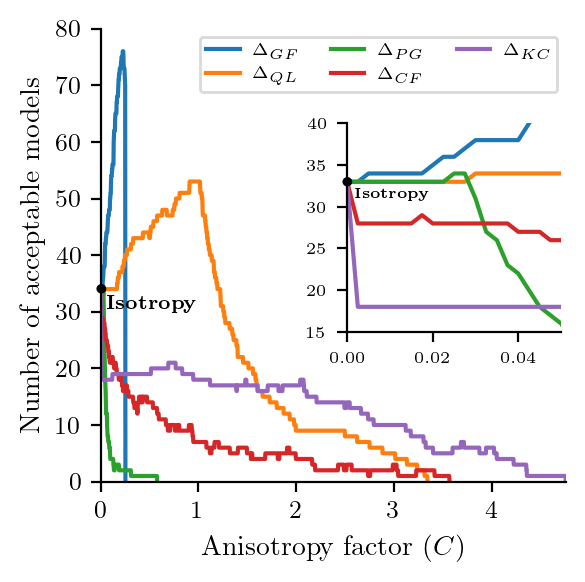 80
70
60
50
40
30
20
10
0
Number of acceptable models
0
1
2
3
4
Anisotropy factor (C)
Δ_GF
Δ_QL
Δ_PG
Δ_CF
Δ_KC
Isotropy
40
35
30
25
20
15
0.00
0.02
0.04
Isotropy